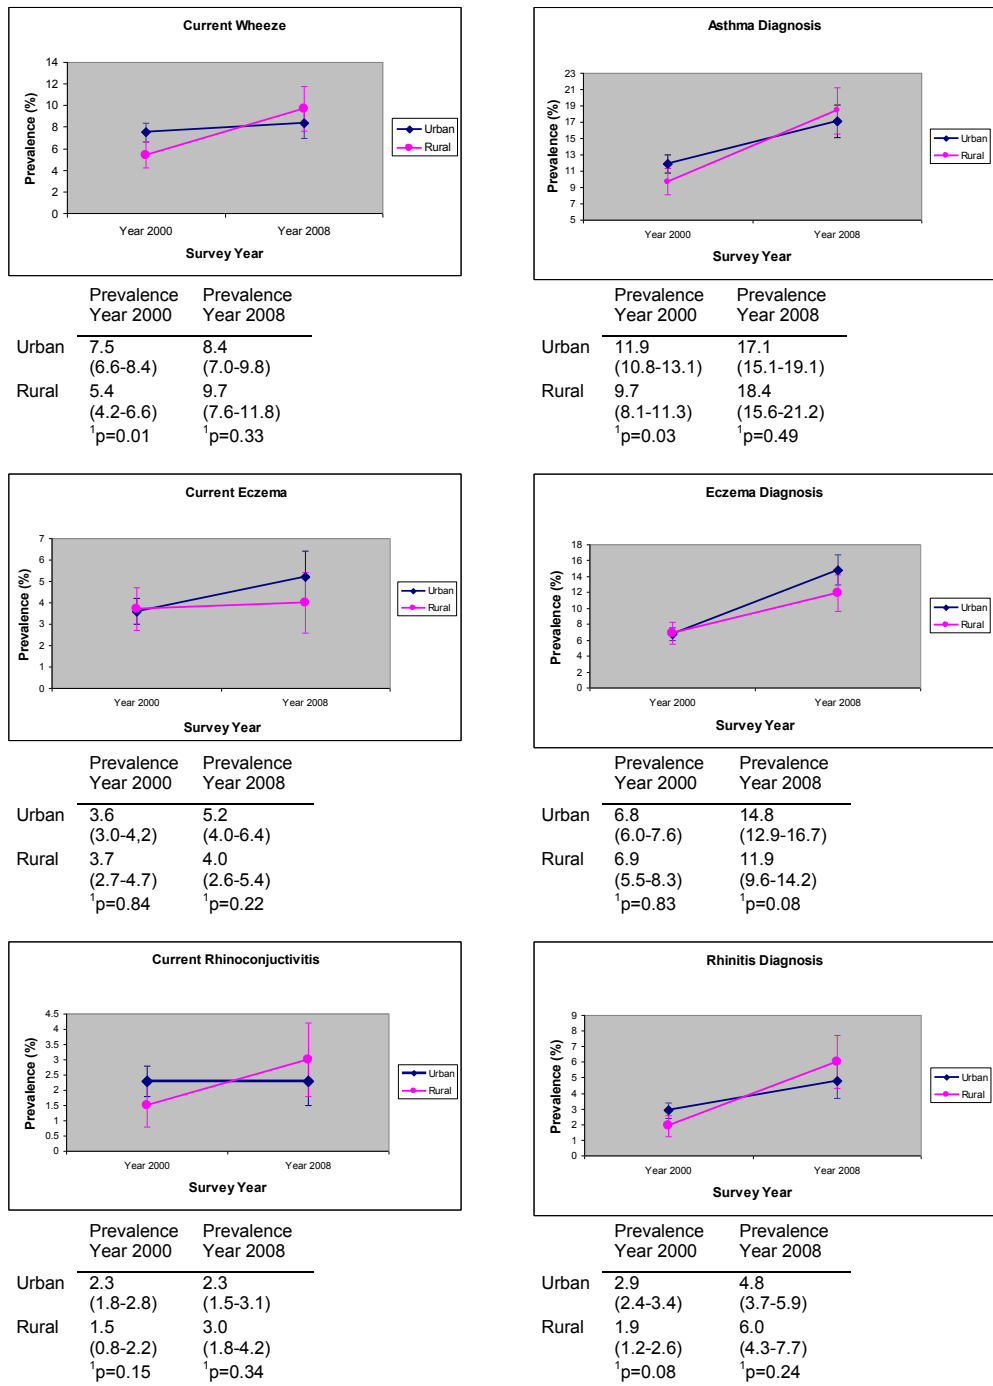 Current Wheeze
14
12
10
8
6
4
2
0
Prevalence (%)
Year 2000 Year 2008
Survey Year
Urban
Rural
Prevalence Prevalence
Year 2000 Year 2008
Urban 7.5 8.4
(6.6-8.4) (7.0-9.8)
Rural 5.4 9.7
(4.2-6.6) (7.6-11.8)
¹p=0.01 ¹p=0.33
Asthma Diagnosis
23
21
19
17
15
13
11
9
7
5
Prevalence (%)
Year 2000 Year 2008
Survey Year
Urban
Rural
Prevalence Prevalence
Year 2000 Year 2008
Urban 11.9 17.1
(10.8-13.1) (15.1-19.1)
Rural 9.7 18.4
(8.1-11.3) (15.6-21.2)
¹p=0.03 ¹p=0.49
Current Eczema
7
6
5
4
3
2
1
0
Prevalence (%)
Year 2000 Year 2008
Survey Year
Urban
Rural
Prevalence Prevalence
Year 2000 Year 2008
Urban 3.6 5.2
(3.0-4,2) (4.0-6.4)
Rural 3.7 4.0
(2.7-4.7) (2.6-5.4)
¹p=0.84 ¹p=0.22
Eczema Diagnosis
18
16
14
12
10
8
6
4
2
0
Prevalence (%)
Year 2000 Year 2008
Survey Year
Urban
Rural
Prevalence Prevalence
Year 2000 Year 2008
Urban 6.8 14.8
(6.0-7.6) (12.9-16.7)
Rural 6.9 11.9
(5.5-8.3) (9.6-14.2)
¹p=0.83 ¹p=0.08
Current Rhinoconjuctivitis
4.5
4
3.5
3
2.5
2
1.5
1
0.5
0
Prevalence (%)
Year 2000 Year 2008
Survey Year
Urban
Rural
Prevalence Prevalence
Year 2000 Year 2008
Urban 2.3 2.3
(1.8-2.8) (1.5-3.1)
Rural 1.5 3.0
(0.8-2.2) (1.8-4.2)
¹p=0.15 ¹p=0.34
Rhinitis Diagnosis
9
8
7
6
5
4
3
2
1
0
Prevalence (%)
Year 2000 Year 2008
Survey Year
Urban
Rural
Prevalence Prevalence
Year 2000 Year 2008
Urban 2.9 4.8
(2.4-3.4) (3.7-5.9)
Rural 1.9 6.0
(1.2-2.6) (4.3-7.7)
¹p=0.08 ¹p=0.24